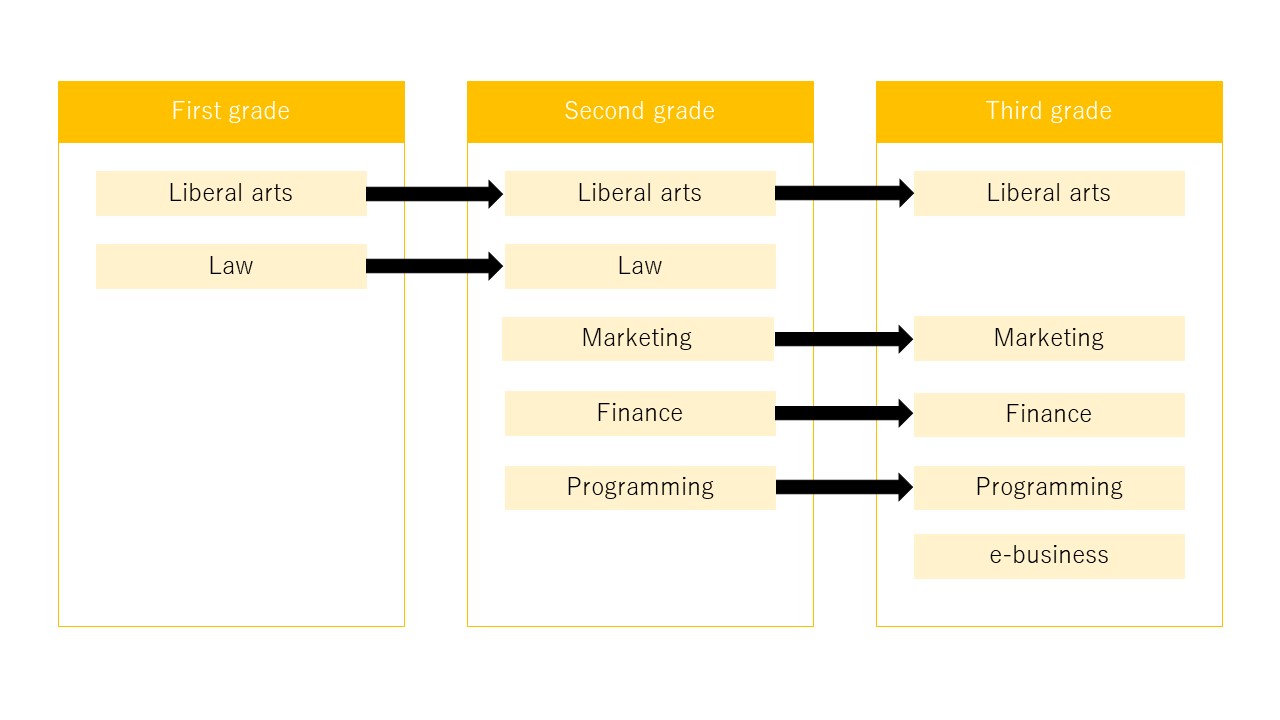 First grade
Liberal arts
Law
Second grade
Liberal arts
Law
Marketing
Finance
Programming
Third grade
Liberal arts
Marketing
Finance
Programming
e-business